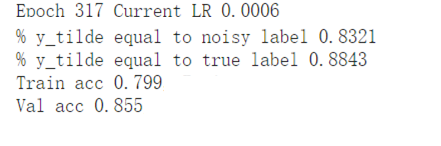 Epoch 317 Current LR 0.0006
% y_tilde equal to noisy label 0.8321
% y_tilde equal to true label 0.8843
Train acc 0.799
Val acc 0.855